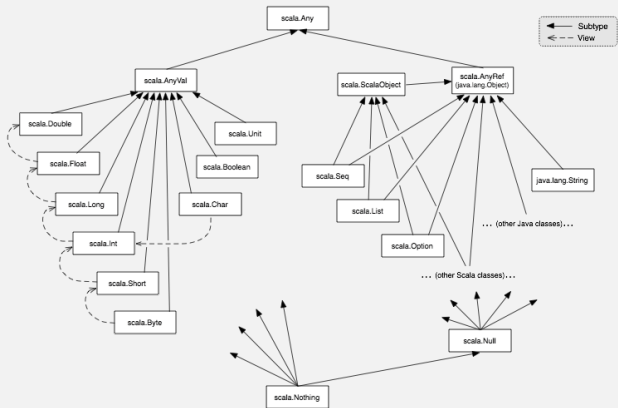 scala.Any
Subtype
View
scala.AnyVal
scala.ScalaObject
scala.AnyRef
(java.lang.Object)
scala.Double
scala.Unit
scala.Float
scala.Boolean
scala.Seq
java.lang.String
scala.Long
scala.Char
scala.List
... (other Java classes)...
scala.Int
scala.Option
scala.Short
... (other Scala classes)...
scala.Byte
scala.Null
scala.Nothing